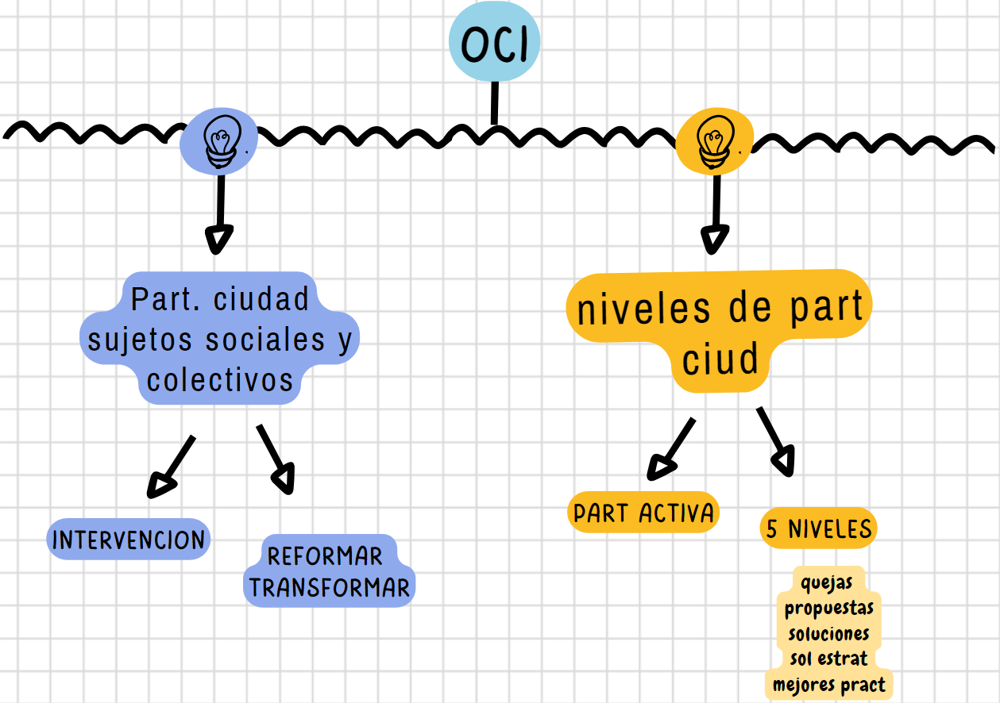 OCI
Part. ciudad
sujetos sociales y
colectivos
niveles de part
ciud
INTERVENCION
REFORMAR
TRANSFORMAR
PART ACTIVA
5 NIVELES
quejas
propuestas
soluciones
sol estrat
mejores pract